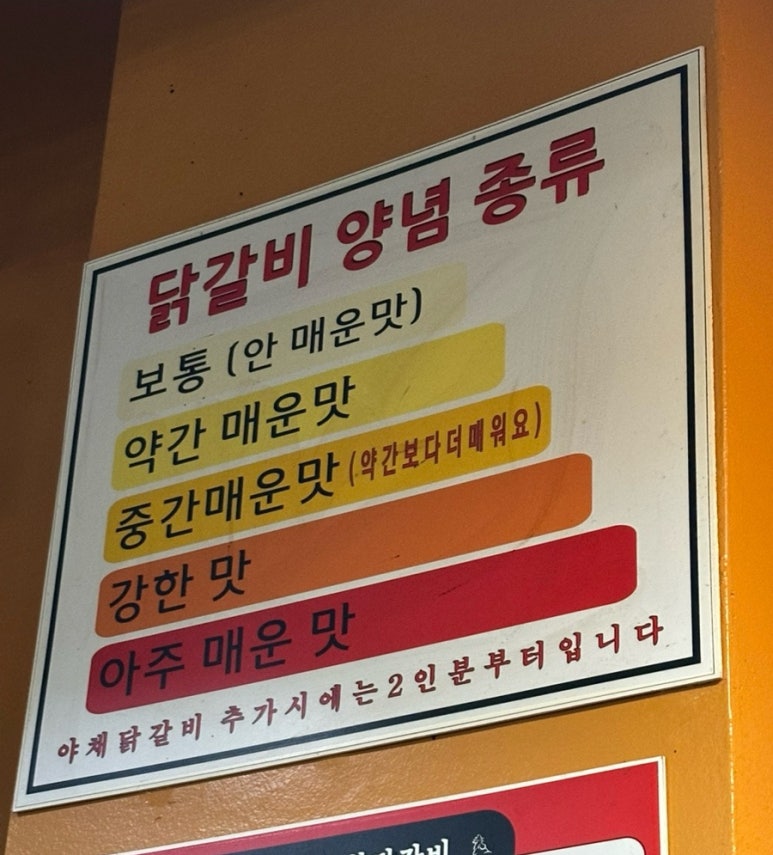 닭갈비 양념 종류
보통 (안 매운맛)
약간 매운맛
중간매운맛 (약간보다더매워요)
강한 맛
아주 매운 맛
야채닭갈비 추가시에는2인분부터입니다